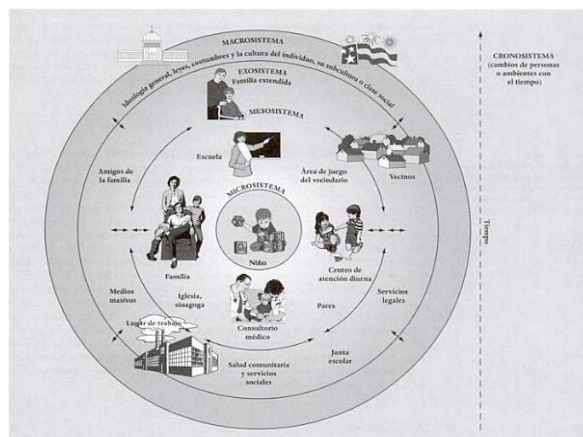 MACROSISTEMA
Ideología general, leyes, costumbres y la cultura del individuo, su subcultura o clase social
EXOSISTEMA
Familia extendida
MESOSISTEMA
CRONOSISTEMA
(cambios de personas
o ambientes con
el tiempo)
Escuela
Amigos de
la familia
Área de juego
del vecindario
Vecinos
MICROSISTEMA
Niño
Familia
Centro de
atención diurna
Tiempo
Medios
masivos
Iglesia,
sinagoga
Consultorio
médico
Pares
Servicios
legales
Lugar de trabajo
Salud comunitaria
y servicios
sociales
Junta
escolar